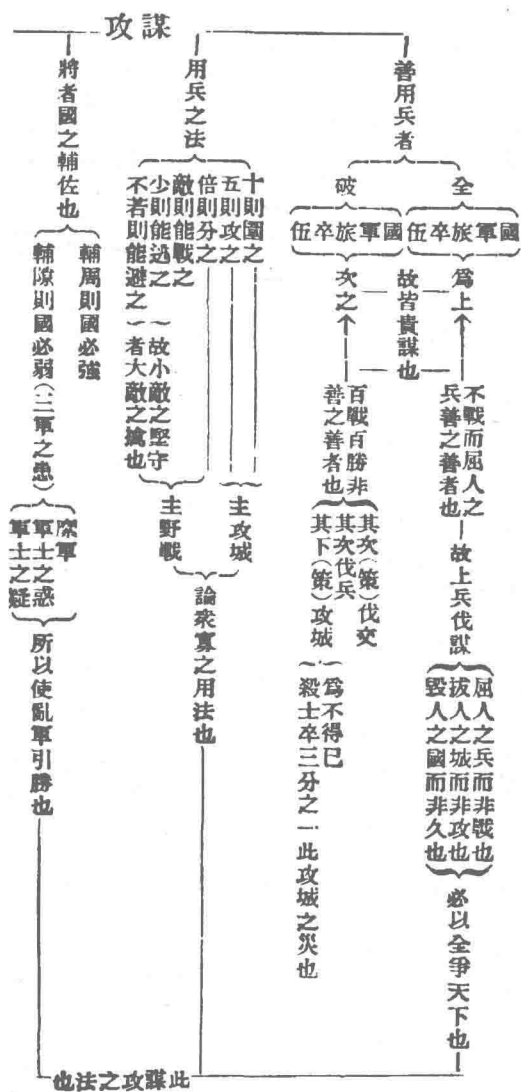 謀攻
善用兵者
全
國軍旅卒伍
爲上
破
國軍旅卒伍
次之
故皆貴謀也
不戰而屈人之
兵善之善者也
故上兵伐謀
屈人之兵而非戰也
拔人之城而非攻也
毀人之國而非久也
必以全爭天下也
百戰百勝非
善之善者也
其次(策)伐交
其次伐兵
其下(策)攻城
爲不得已
殺士卒三分之一此攻城之災也
用兵之法
十則圍之
五則攻之
倍則分之
敵則能戰之
少則能逃之
不若則能避之
故小敵之堅守
者大敵之擒也
主攻城
主野戰
論衆寡之用法也
將者國之輔佐也
輔周則國必強
輔隙則國必弱(三軍之患)
縻軍
軍士之惑
軍士之疑
所以使亂軍引勝也
此謀攻之法也